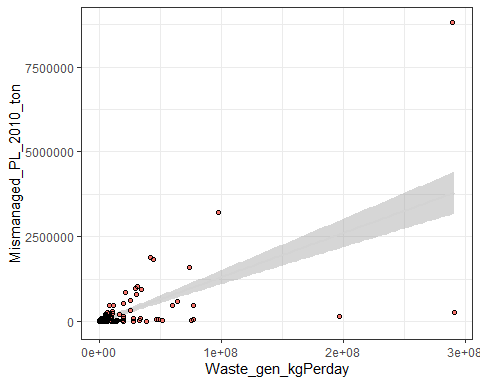 Mismanaged_PL_2010_ton
7500000
5000000
2500000
0
0e+00
1e+08
2e+08
3e+08
Waste_gen_kgPerday